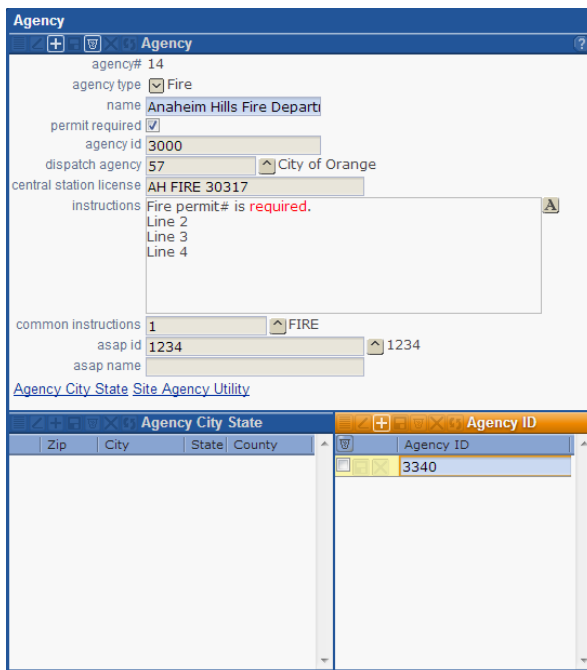 Agency
Agency
agency# 14
agency type Fire
name Anaheim Hills Fire Depart
permit required
agency id 3000
dispatch agency 57 City of Orange
central station license AH FIRE 30317
instructions Fire permit# is required.
Line 2
Line 3
Line 4
A
common instructions 1 FIRE
asap id 1234 1234
asap name
Agency City State Site Agency Utility
Agency City State
Zip City State County
Agency ID
Agency ID
3340